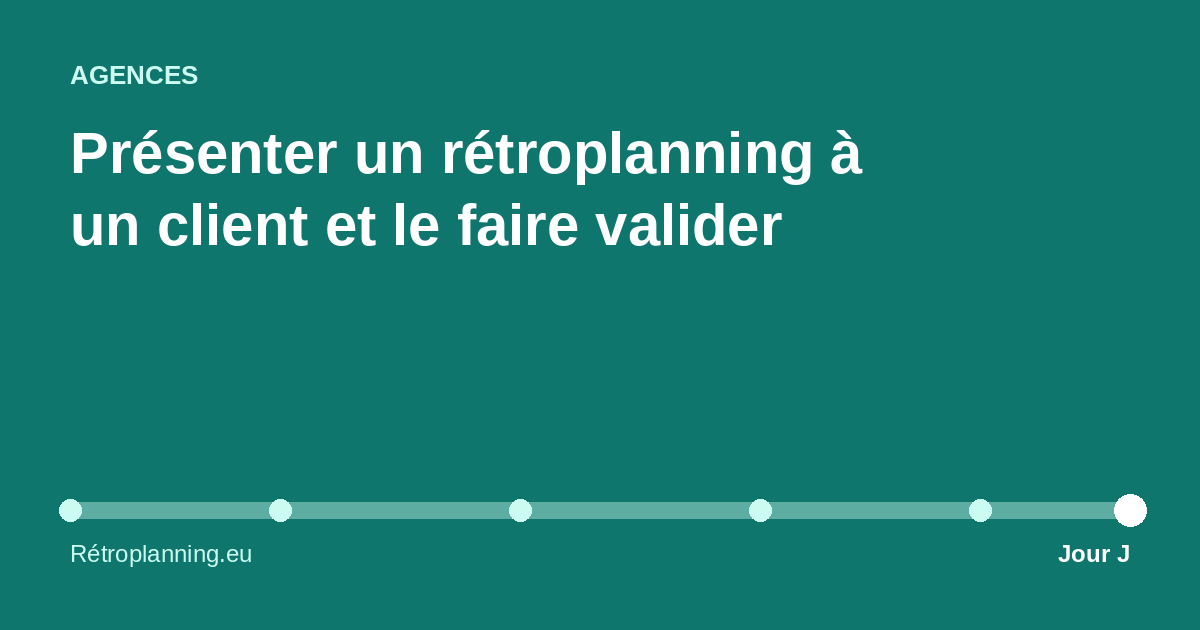 AGENCES
Présenter un rétroplanning à
un client et le faire valider
Rétroplanning.eu
Jour J